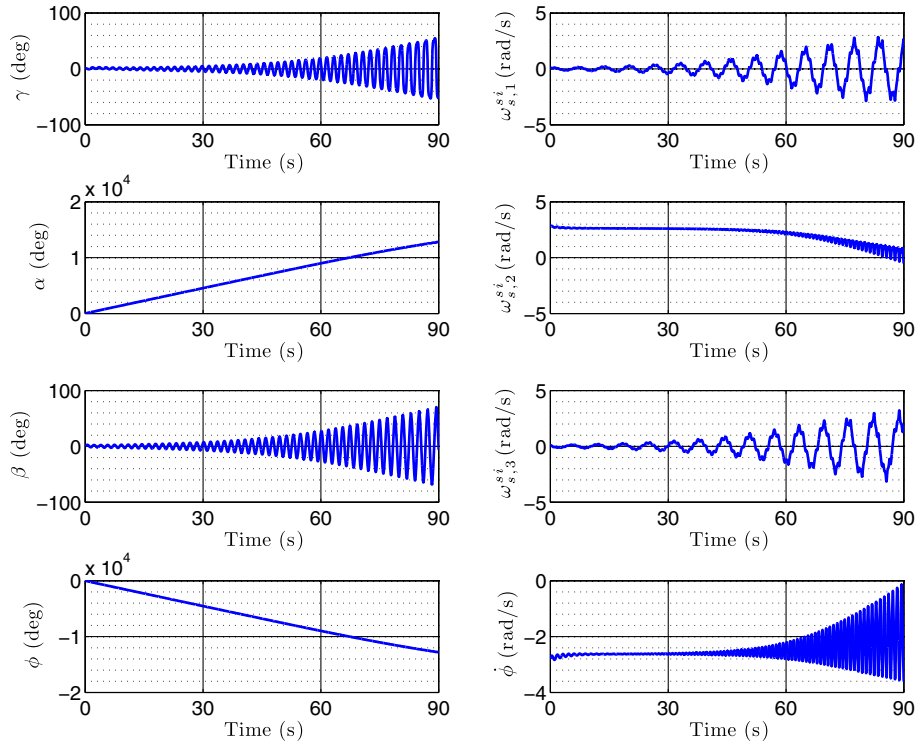 100
0
−100
γ (deg)
0 30 60 90
Time (s)
5
0
−5
ω_{s,1}^{si} (rad/s)
0 30 60 90
Time (s)
x 10^4
2
1
0
α (deg)
0 30 60 90
Time (s)
5
0
−5
ω_{s,2}^{si} (rad/s)
0 30 60 90
Time (s)
100
0
−100
β (deg
0 30 60 90
Time (s)
5
0
−5
ω_{s,3}^{si} (rad/s)
0 30 60 90
Time (s)
x 10^4
0
−1
−2
ϕ (deg)
0 30 60 90
Time (s)
0
−2
−4
ϕ̇ (rad/s)
0 30 60 90
Time (s)